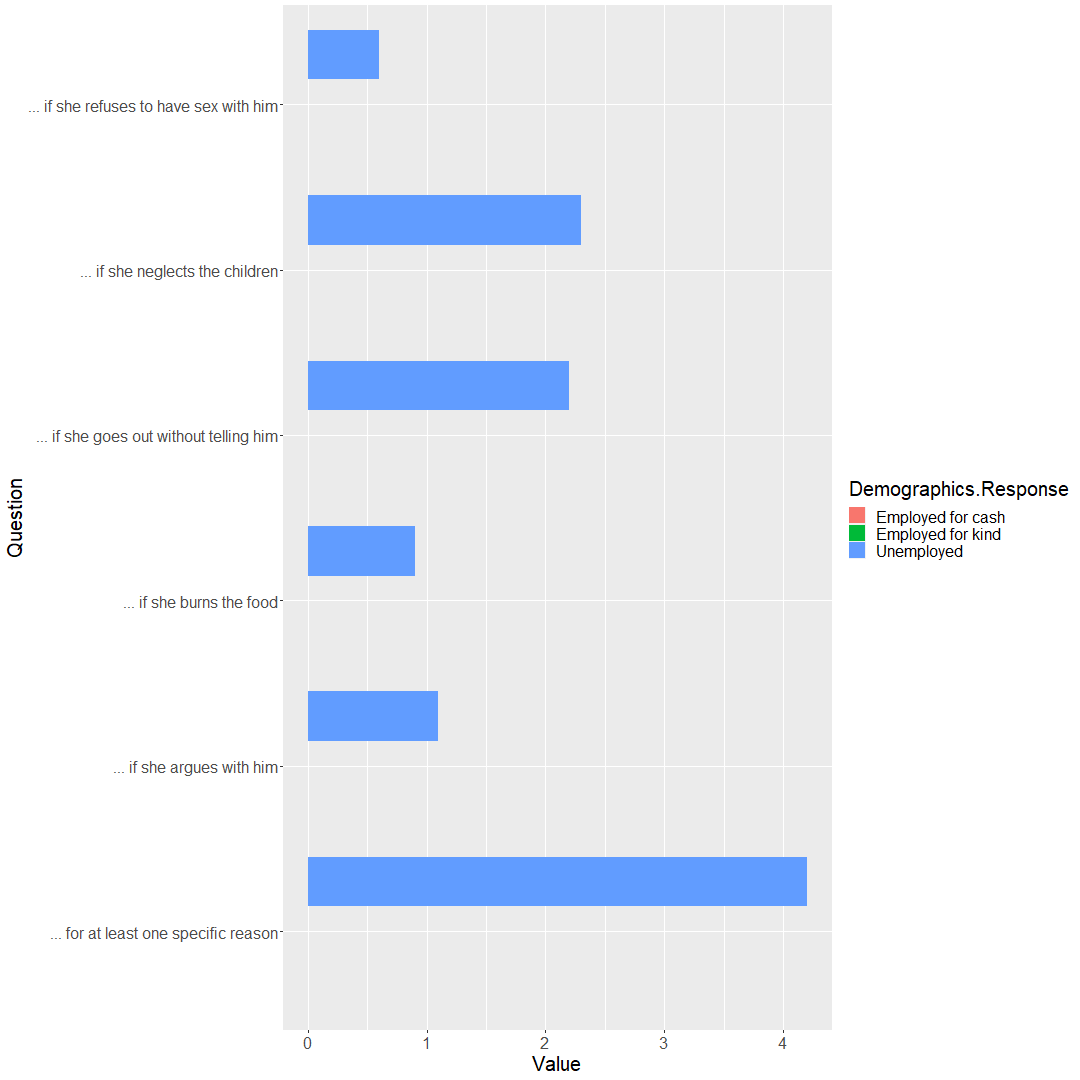 ... if she refuses to have sex with him
... if she neglects the children
... if she goes out without telling him
... if she burns the food
... if she argues with him
... for at least one specific reason
Question
0 1 2 3 4
Value
Demographics.Response
Employed for cash
Employed for kind
Unemployed